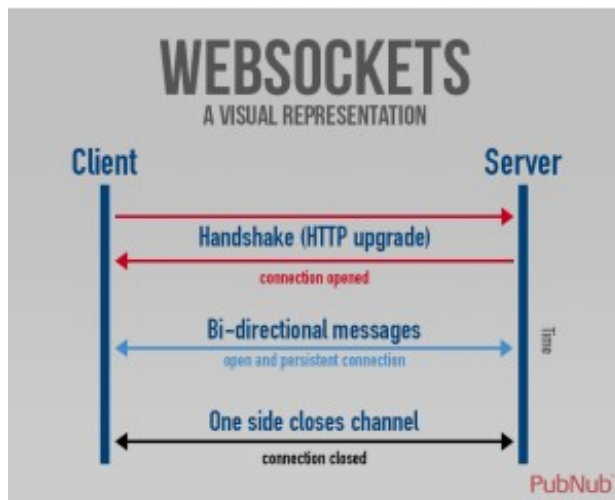 WEBSOCKETS
A VISUAL REPRESENTATION
Client
Server
Handshake (HTTP upgrade)
connection opened
Bi-directional messages
open and persistent connection
Time
One side closes channel
connection closed
PubNub